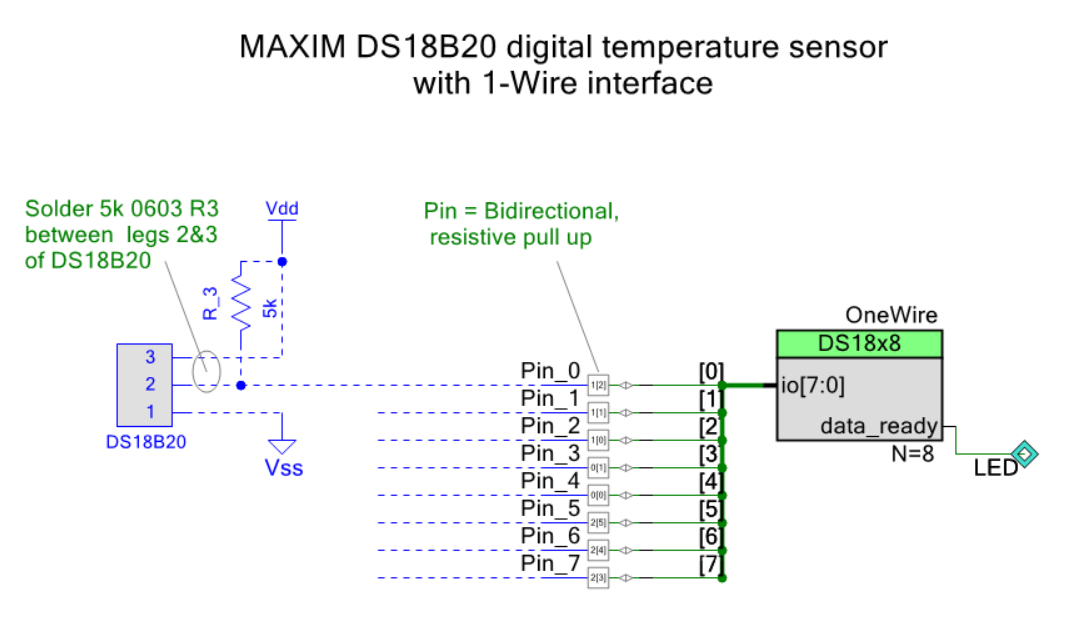 MAXIM DS18B20 digital temperature sensor
with 1-Wire interface
Solder 5k 0603 R3
between legs 2&3
of DS18B20
Vdd
R_3
5k
3
2
1
DS18B20
Vss
Pin = Bidirectional,
resistive pull up
Pin_0 1[2] [0]
Pin_1 1[1] [1]
Pin_2 1[0] [2]
Pin_3 0[1] [3]
Pin_4 0[0] [4]
Pin_5 2[5] [5]
Pin_6 2[4] [6]
Pin_7 2[3] [7]
OneWire
DS18x8
io[7:0]
data_ready
N=8
LED